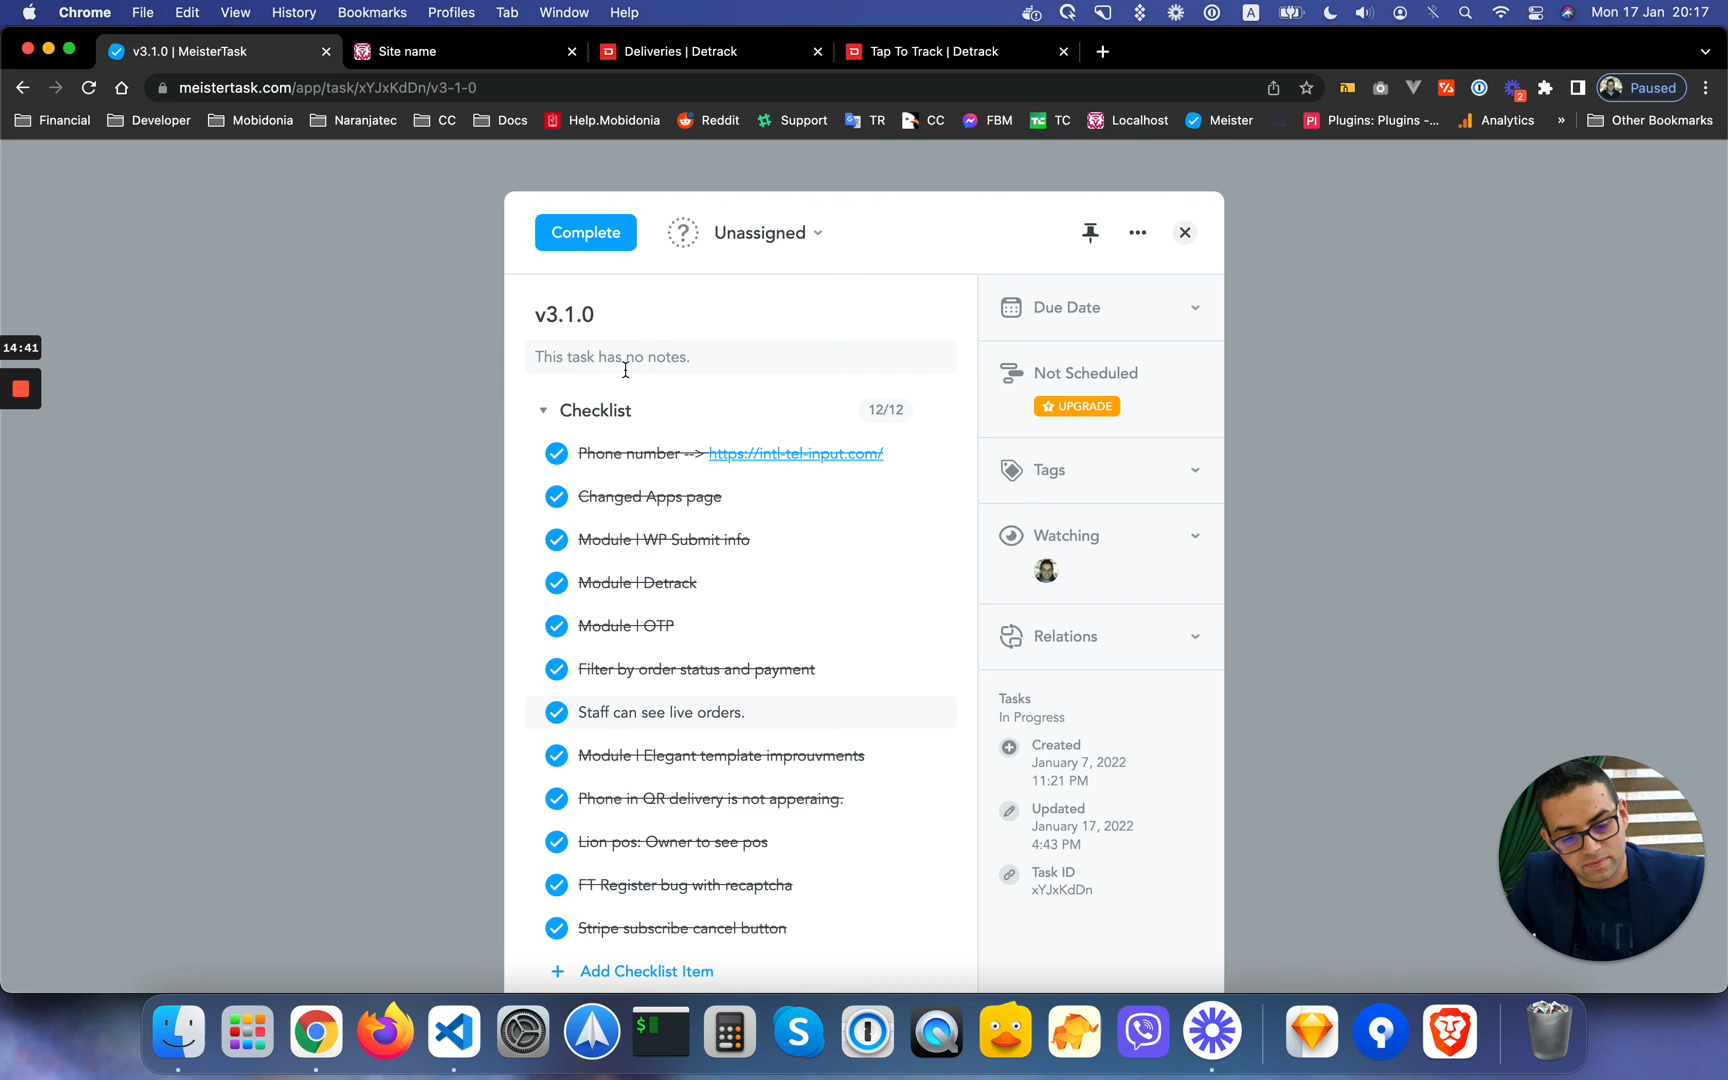 Chrome File Edit View History Bookmarks Profiles Tab Window Help A Mon 17 Jan 20:17
v3.1.0 | MeisterTask Site name Deliveries | Detrack Tap To Track | Detrack
meistertask.com/app/task/xYJxKdDn/v3-1-0 2 Paused
Financial Developer Mobidonia Naranjatec CC Docs Help.Mobidonia Reddit Support TR CC FBM TC Localhost Meister Plugins: Plugins -... Analytics » Other Bookmarks
Complete ? Unassigned
v3.1.0
This task has no notes.
14:41
Checklist 12/12
Phone number --> https://intl-tel-input.com/
Changed Apps page
Module | WP Submit info
Module | Detrack
Module | OTP
Filter by order status and payment
Staff can see live orders.
Module | Elegant template improuvments
Phone in QR delivery is not apperaing.
Lion pos: Owner to see pos
FT Register bug with recaptcha
Stripe subscribe cancel button
+ Add Checklist Item
Due Date
Not Scheduled
UPGRADE
Tags
Watching
Relations
Tasks
In Progress
Created
January 7, 2022
11:21 PM
Updated
January 17, 2022
4:43 PM
Task ID
xYJxKdDn